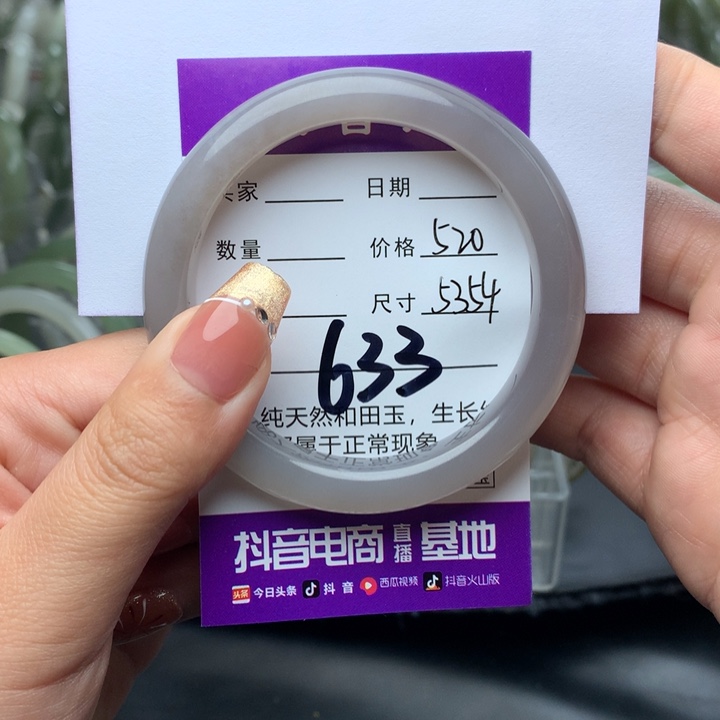 家 日期
数量 价格 520
尺寸 5354
633
纯天然和田玉，生长
属于正常现象
抖音电商 直播 基地
头条 今日头条 抖音 西瓜视频 抖音火山版